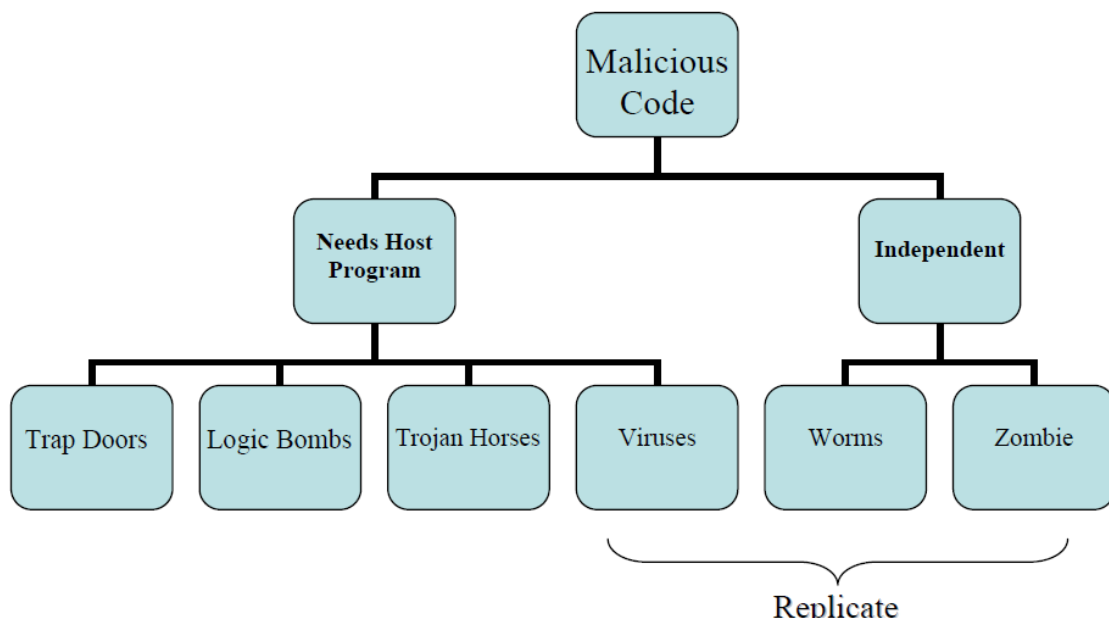 Malicious
Code
Needs Host
Program
Independent
Trap Doors
Logic Bombs
Trojan Horses
Viruses
Worms
Zombie
Replicate